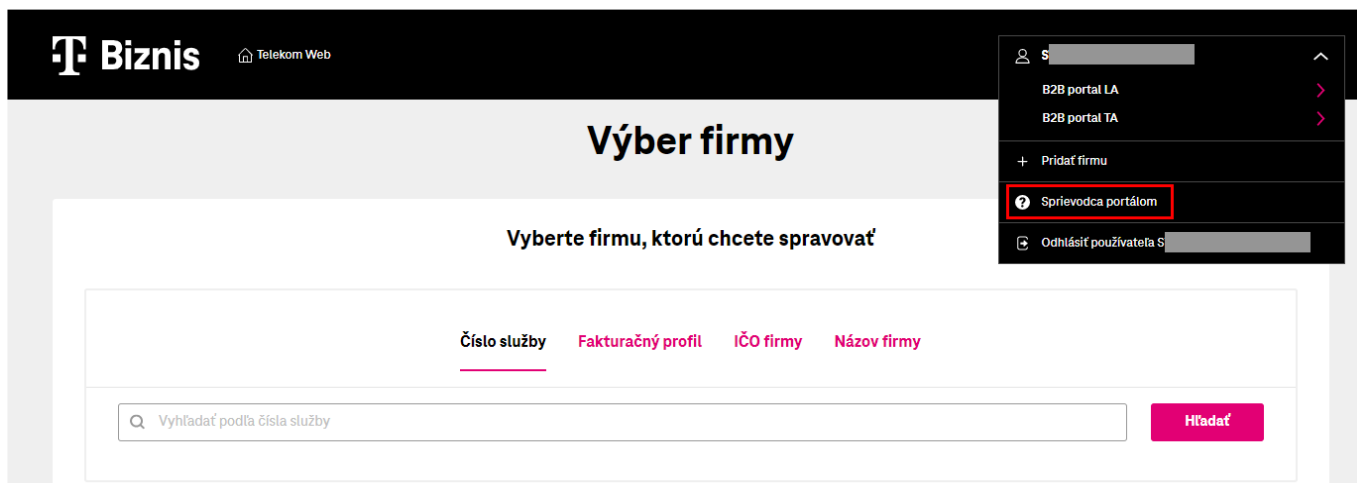 T Biznis
Telekom Web
S
B2B portal LA
B2B portal TA
Pridať firmu
Sprievodca portálom
Odhlásiť používateľa S
Výber firmy
Vyberte firmu, ktorú chcete spravovať
Číslo služby Fakturačný profil IČO firmy Názov firmy
Vyhľadať podľa čísla služby
Hľadať